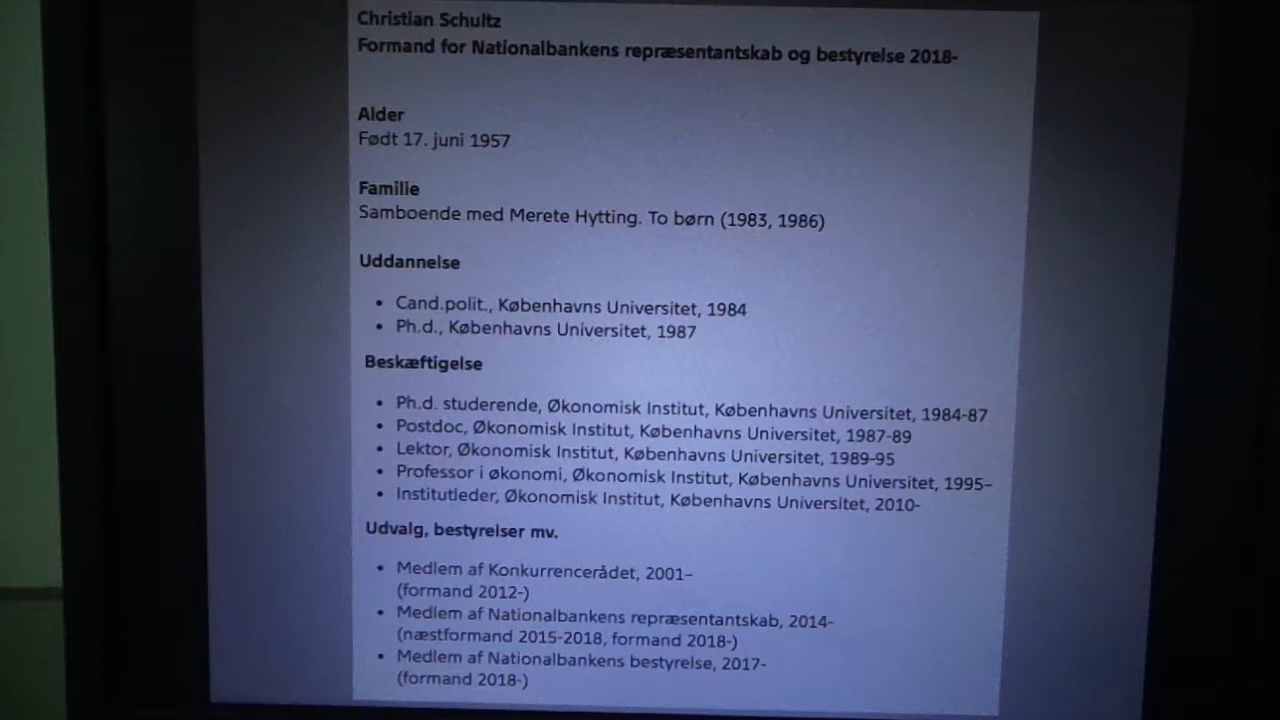 Christian Schultz
Formand for Nationalbankens repræsentantskab og bestyrelse 2018-
Alder
Født 17. juni 1957
Familie
Samboende med Merete Hytting. To børn (1983, 1986)
Uddannelse
• Cand.polit., Københavns Universitet, 1984
• Ph.d., Københavns Universitet, 1987
Beskæftigelse
• Ph.d. studerende, Økonomisk Institut, Københavns Universitet, 1984-87
• Postdoc, Økonomisk Institut, Københavns Universitet, 1987-89
• Lektor, Økonomisk Institut, Københavns Universitet, 1989-95
• Professor i økonomi, Økonomisk Institut, Københavns Universitet, 1995–
• Institutleder, Økonomisk Institut, Københavns Universitet, 2010-
Udvalg, bestyrelser mv.
• Medlem af Konkurrencerådet, 2001–
(formand 2012-)
• Medlem af Nationalbankens repræsentantskab, 2014-
(næstformand 2015-2018, formand 2018-)
• Medlem af Nationalbankens bestyrelse, 2017-
(formand 2018-)